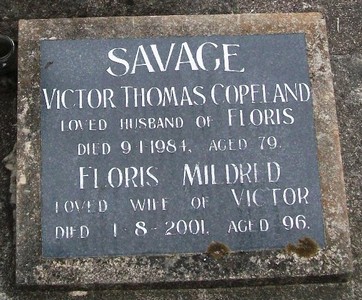 SAVAGE
VICTOR THOMAS COPELAND
LOVED HUSBAND OF FLORIS
DIED 9·1·1984, AGED 79.
FLORIS MILDRED
LOVED WIFE OF VICTOR
DIED 1-8-2001, AGED 96.